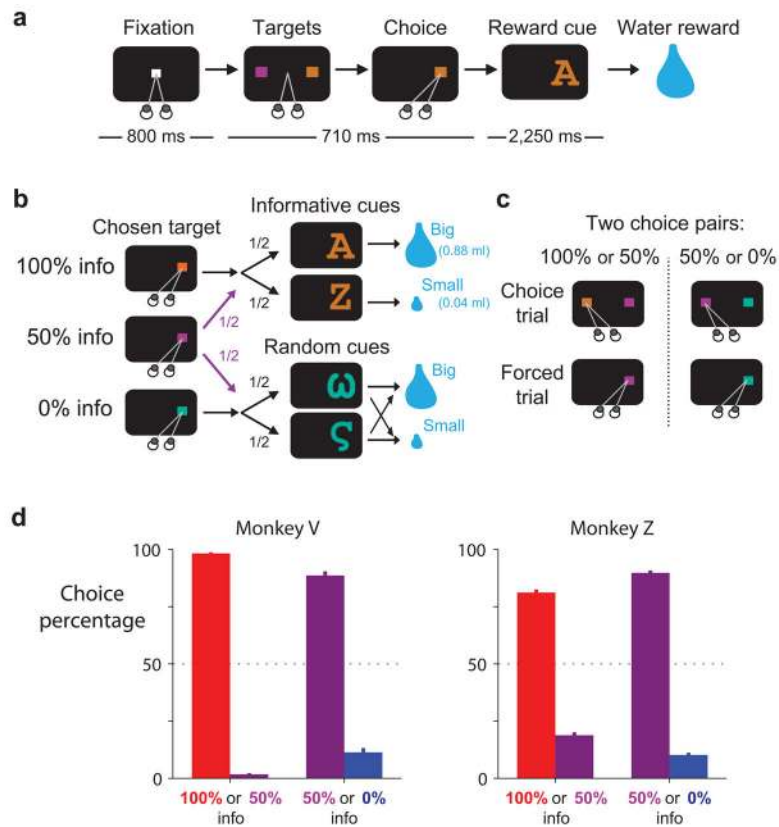 a
Fixation Targets Choice Reward cue Water reward
A
800 ms 710 ms 2,250 ms
b
Chosen target
Informative cues
100% info
1/2
A
Big
(0.88 ml)
1/2
Z
Small
(0.04 ml)
50% info
1/2
1/2
Random cues
0% info
1/2
ω
Big
1/2
ς
Small
c
Two choice pairs:
100% or 50% 50% or 0%
Choice
trial
Forced
trial
d
Monkey V Monkey Z
Choice
percentage
100
50
0
100
50
0
100% or 50% 50% or 0%
info info
100% or 50% 50% or 0%
info info